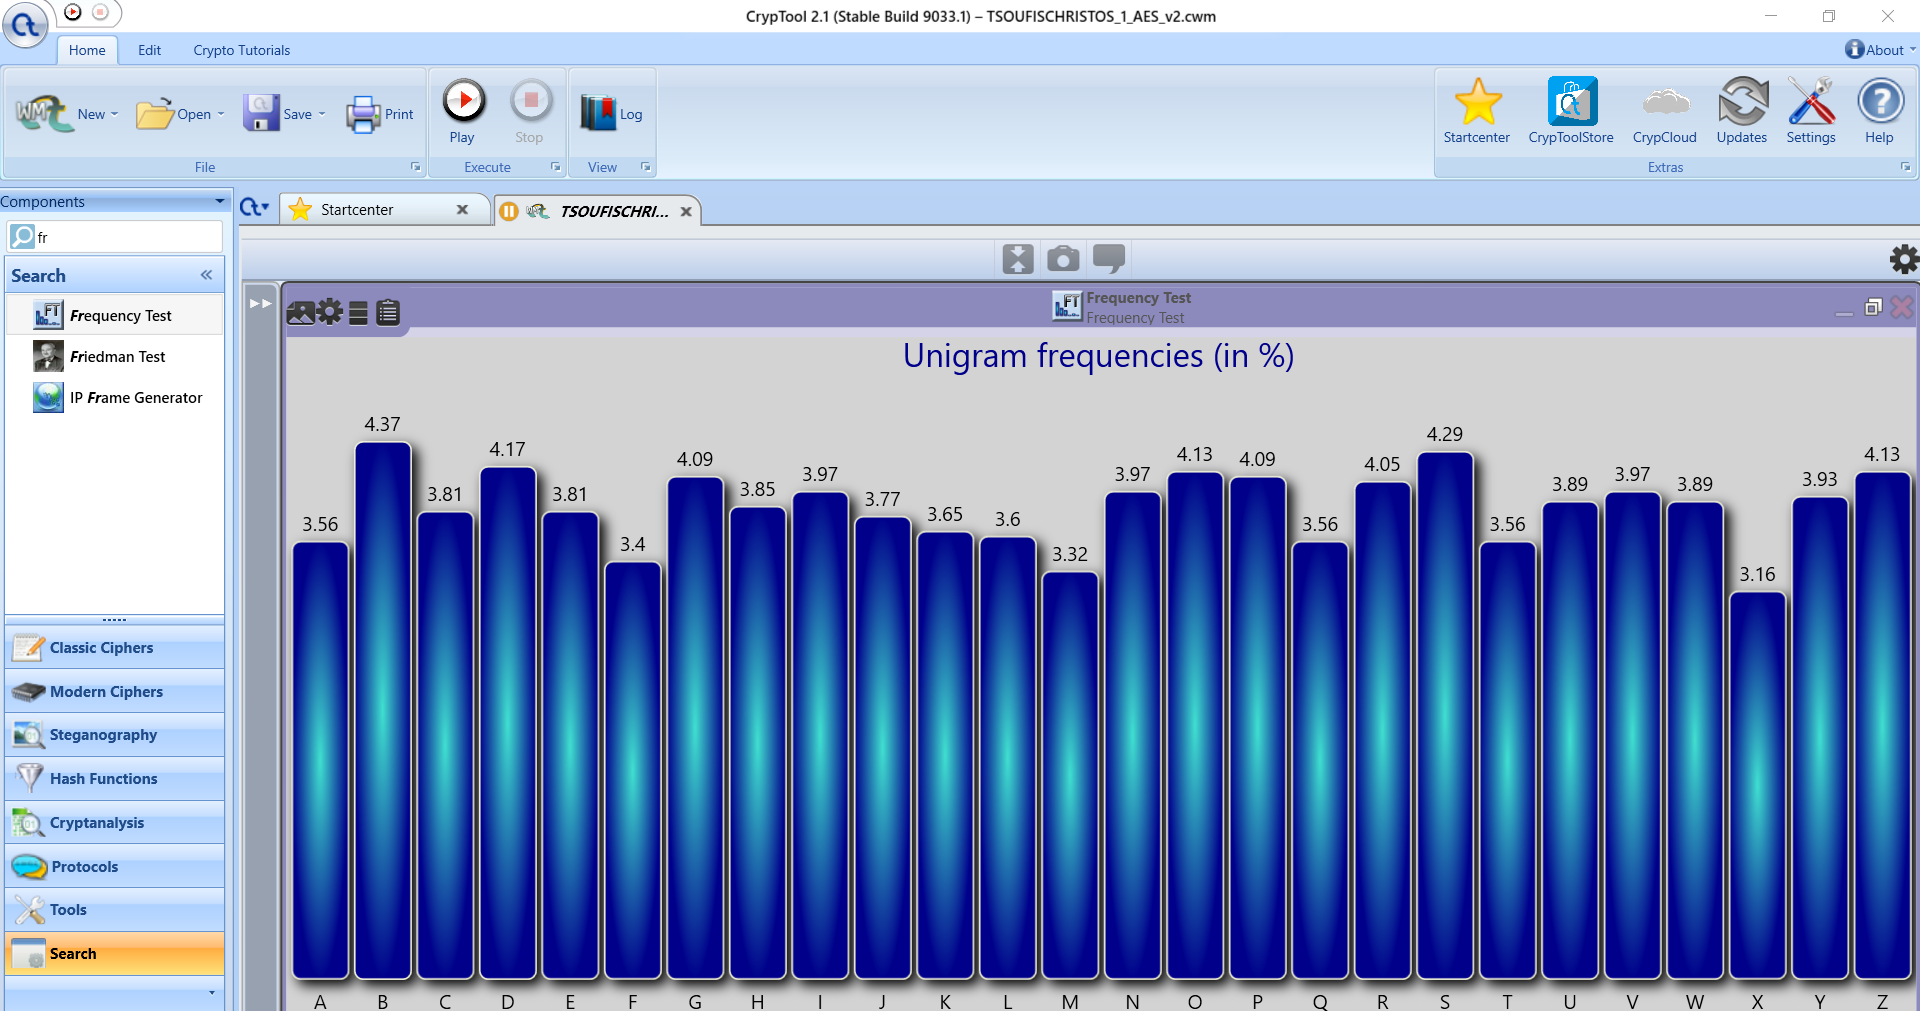 CrypTool 2.1 (Stable Build 9033.1) – TSOUFISCHRISTOS_1_AES_v2.cwm
Home Edit Crypto Tutorials About
New Open Save Print
Play Stop
Log
Startcenter CrypToolStore CrypCloud Updates Settings Help
File Execute View Extras
Components
Startcenter
TSOUFISCHRI...
fr
Search
Frequency Test
Friedman Test
IP Frame Generator
Classic Ciphers
Modern Ciphers
Steganography
Hash Functions
Cryptanalysis
Protocols
Tools
Search
Frequency Test
Frequency Test
Unigram frequencies (in %)
3.56 4.37 3.81 4.17 3.81 3.4 4.09 3.85 3.97 3.77 3.65 3.6 3.32 3.97 4.13 4.09 3.56 4.05 4.29 3.56 3.89 3.97 3.89 3.16 3.93 4.13
A B C D E F G H I J K L M N O P Q R S T U V W X Y Z